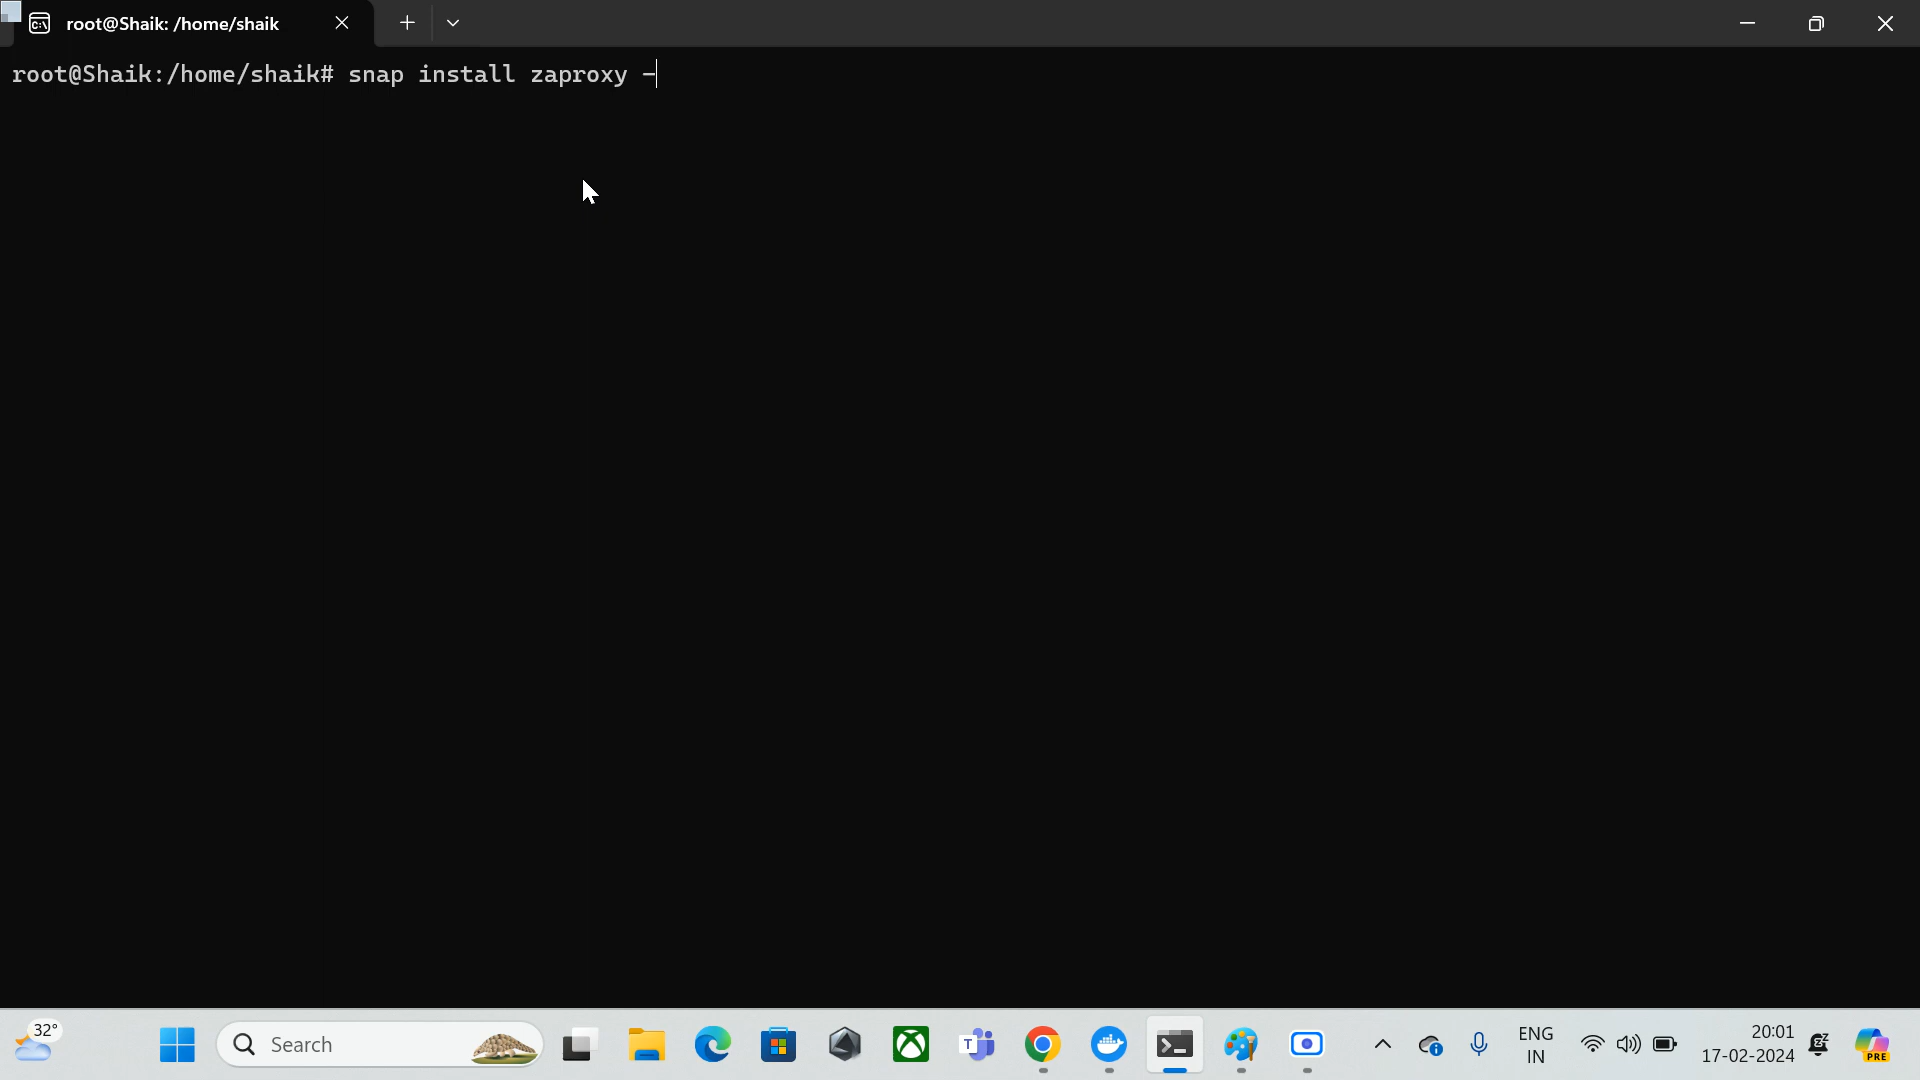 root@Shaik: /home/shaik
root@Shaik:/home/shaik# snap install zaproxy -
32°
Search
T
ENG
IN
20:01
17-02-2024
PRE